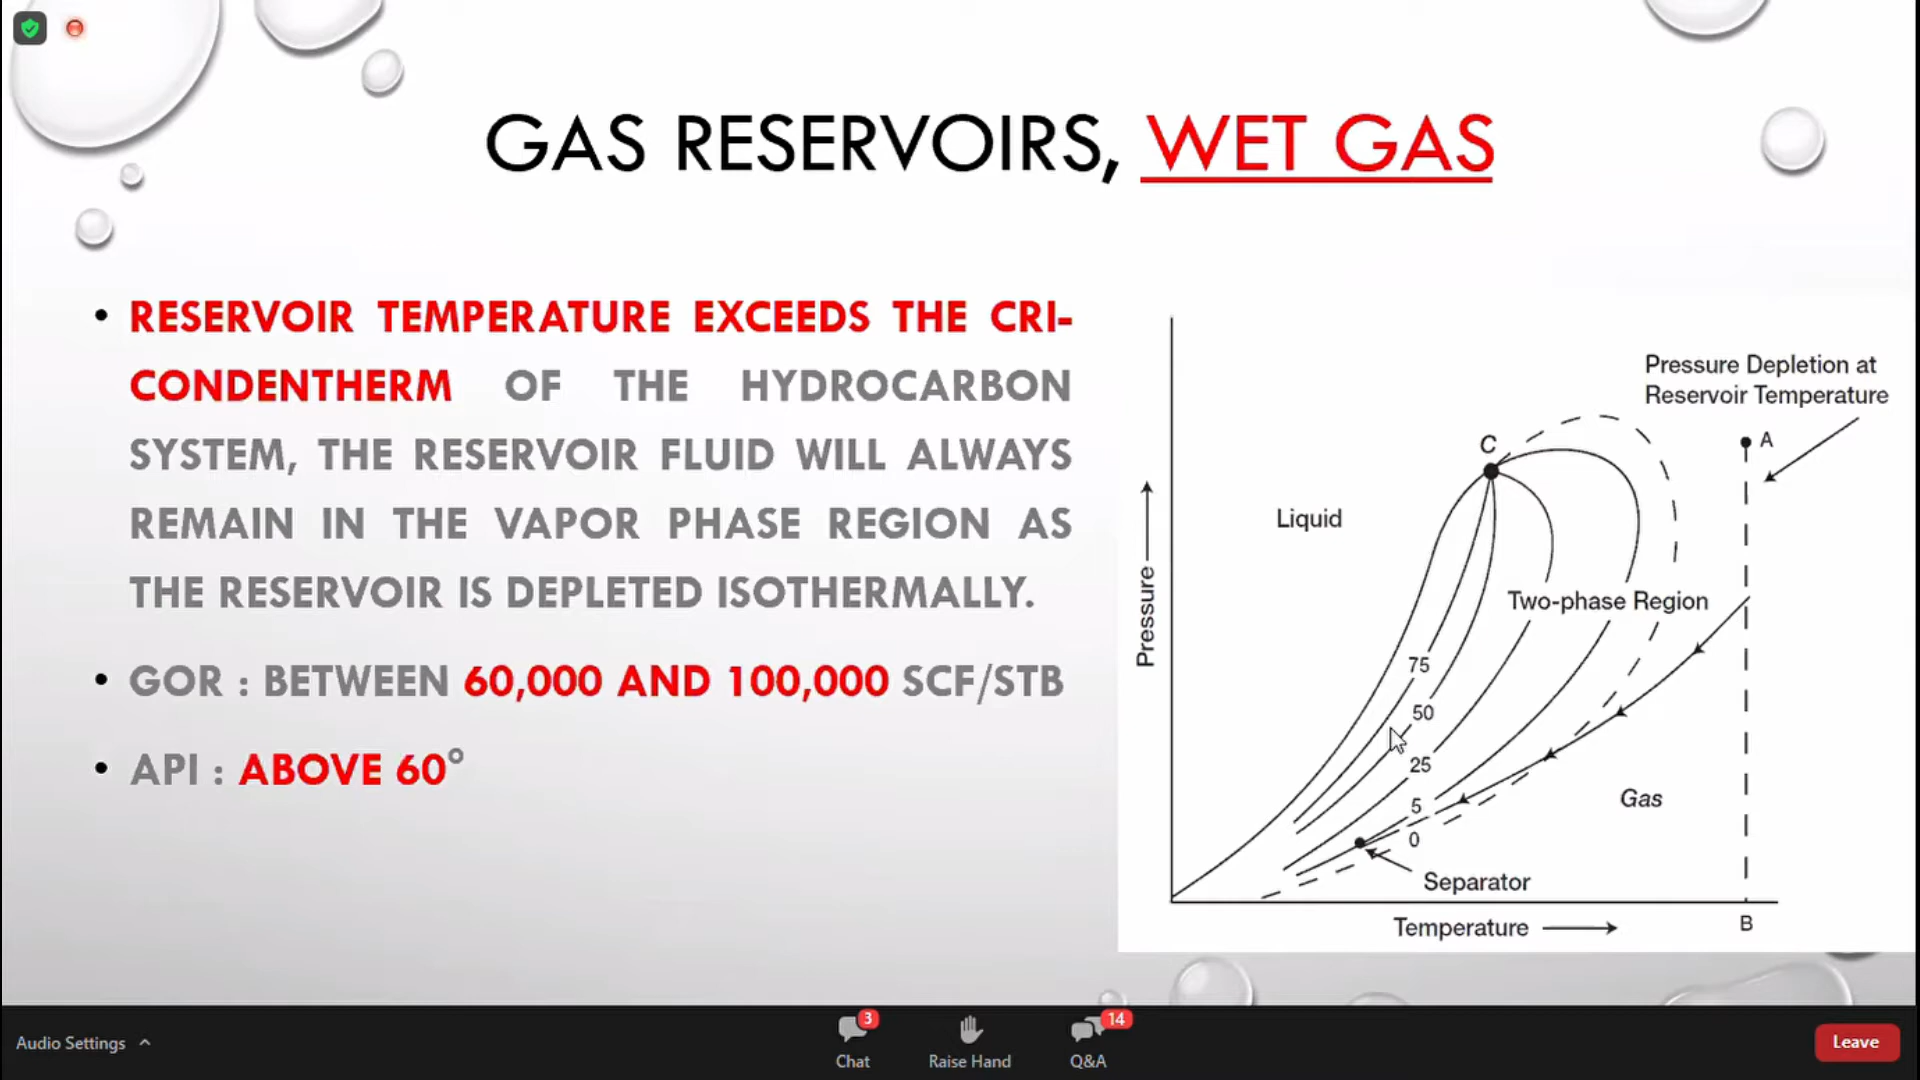 GAS RESERVOIRS, WET GAS
• RESERVOIR TEMPERATURE EXCEEDS THE CRI-
CONDENTHERM OF THE HYDROCARBON
SYSTEM, THE RESERVOIR FLUID WILL ALWAYS
REMAIN IN THE VAPOR PHASE REGION AS
THE RESERVOIR IS DEPLETED ISOTHERMALLY.
• GOR : BETWEEN 60,000 AND 100,000 SCF/STB
• API : ABOVE 60°
Pressure Depletion at
Reservoir Temperature
A
C
Liquid
Two-phase Region
Pressure
75
50
25
5
0
Gas
Separator
Temperature
B
Audio Settings
3
Chat
Raise Hand
14
Q&A
Leave